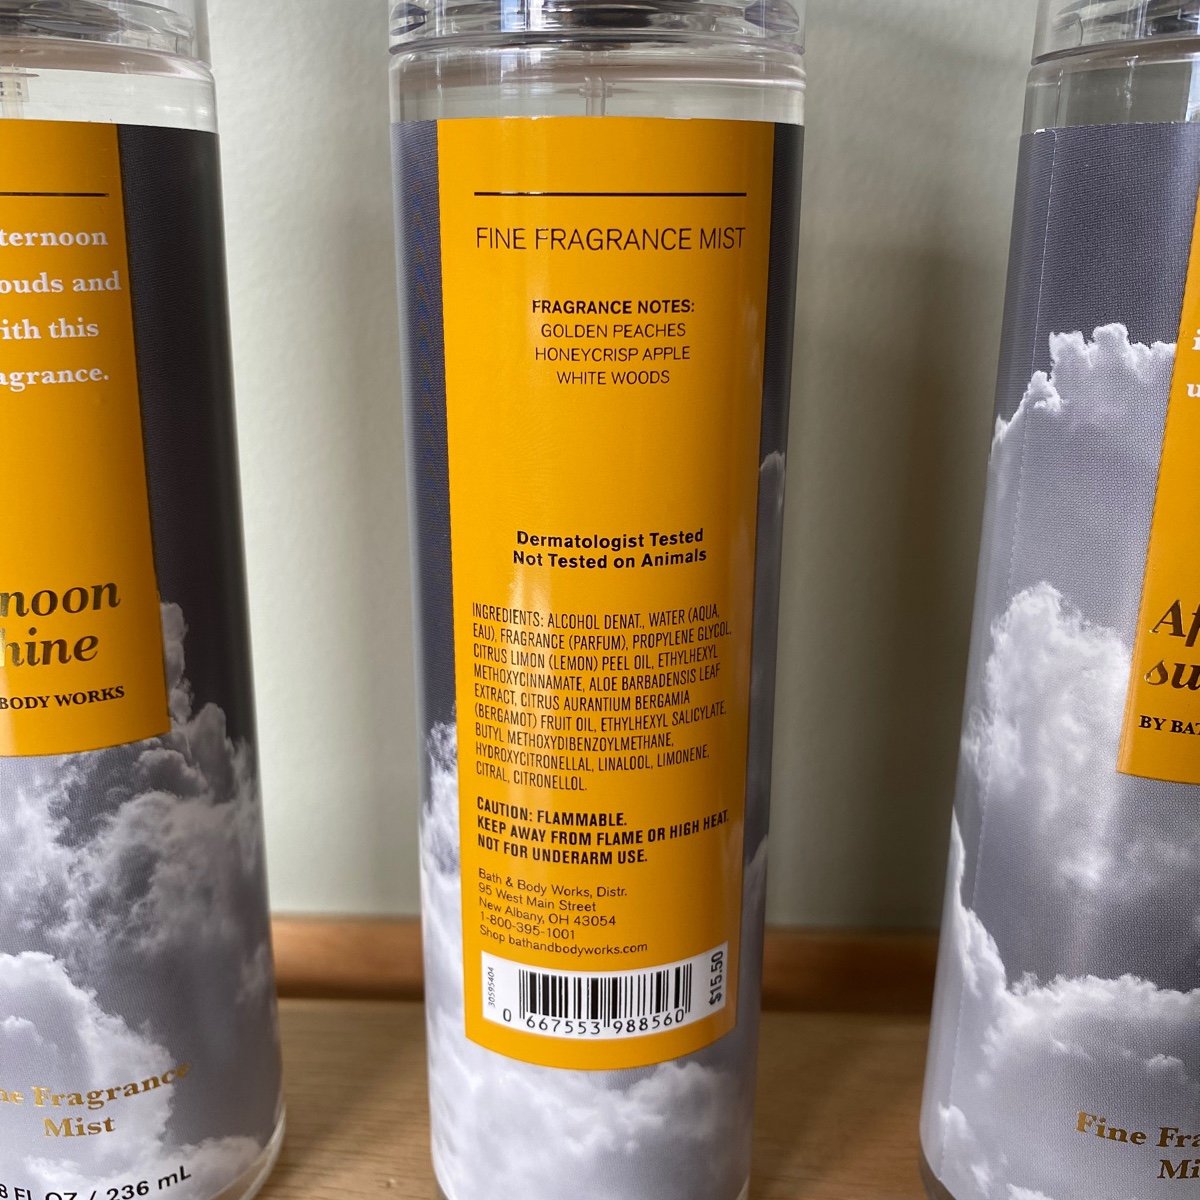 ternoon
ouds and
ith this
agrance.
noon
hine
BODY WORKS
ne Fragrance
Mist
8 FL OZ / 236 mL
FINE FRAGRANCE MIST
FRAGRANCE NOTES:
GOLDEN PEACHES
HONEYCRISP APPLE
WHITE WOODS
Dermatologist Tested
Not Tested on Animals
INGREDIENTS: ALCOHOL DENAT., WATER (AQUA,
EAU), FRAGRANCE (PARFUM), PROPYLENE GLYCOL,
CITRUS LIMON (LEMON) PEEL OIL, ETHYLHEXYL
METHOXYCINNAMATE, ALOE BARBADENSIS LEAF
EXTRACT, CITRUS AURANTIUM BERGAMIA
(BERGAMOT) FRUIT OIL, ETHYLHEXYL SALICYLATE,
BUTYL METHOXYDIBENZOYLMETHANE,
HYDROXYCITRONELLAL, LINALOOL, LIMONENE,
CITRAL, CITRONELLOL.
CAUTION: FLAMMABLE.
KEEP AWAY FROM FLAME OR HIGH HEAT.
NOT FOR UNDERARM USE.
Bath & Body Works, Distr.
95 West Main Street
New Albany, OH 43054
1-800-395-1001
Shop bathandbodyworks.com
30595404
0 667553 988560
$15.50
i
u
Af
su
BY BAT
Fine Fra
Mi